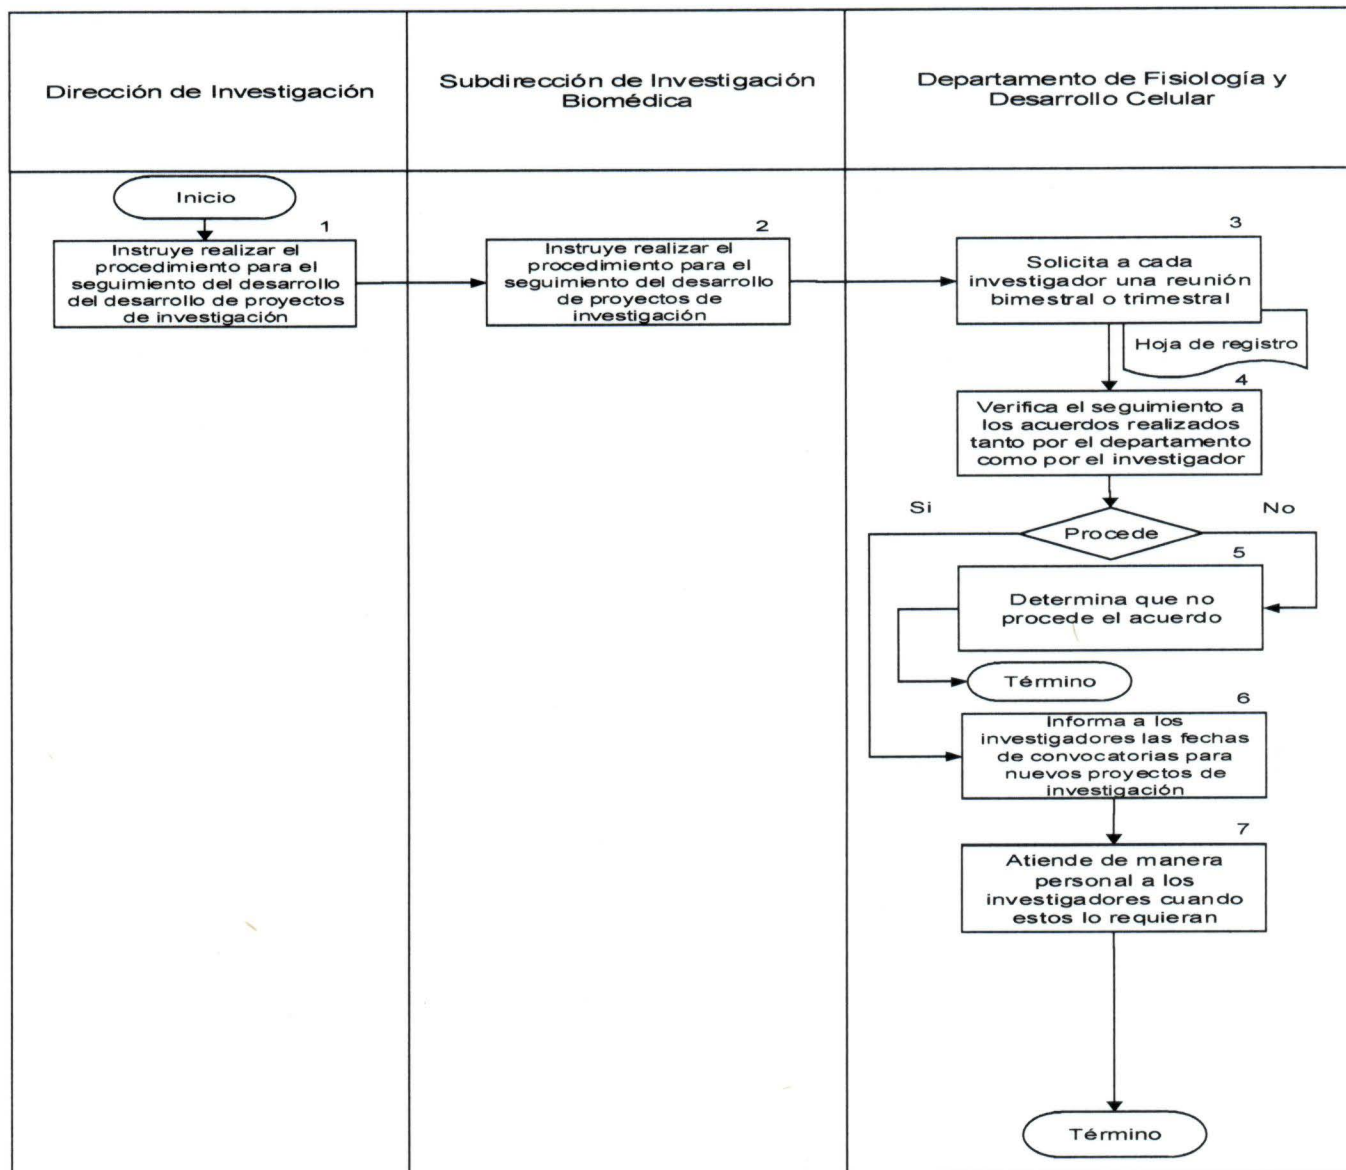 Dirección de Investigación
Subdirección de Investigación
Biomédica
Departamento de Fisiología y
Desarrollo Celular
Inicio
1
Instruye realizar el
procedimiento para el
seguimiento del desarrollo
del desarrollo de proyectos
de investigación
2
Instruye realizar el
procedimiento para el
seguimiento del desarrollo
de proyectos de
investigación
3
Solicita a cada
investigador una reunión
bimestral o trimestral
Hoja de registro
4
Verifica el seguimiento a
los acuerdos realizados
tanto por el departamento
como por el investigador
Si
No
Procede
5
Determina que no
procede el acuerdo
Término
6
Informa a los
investigadores las fechas
de convocatorias para
nuevos proyectos de
investigación
7
Atiende de manera
personal a los
investigadores cuando
estos lo requieran
Término